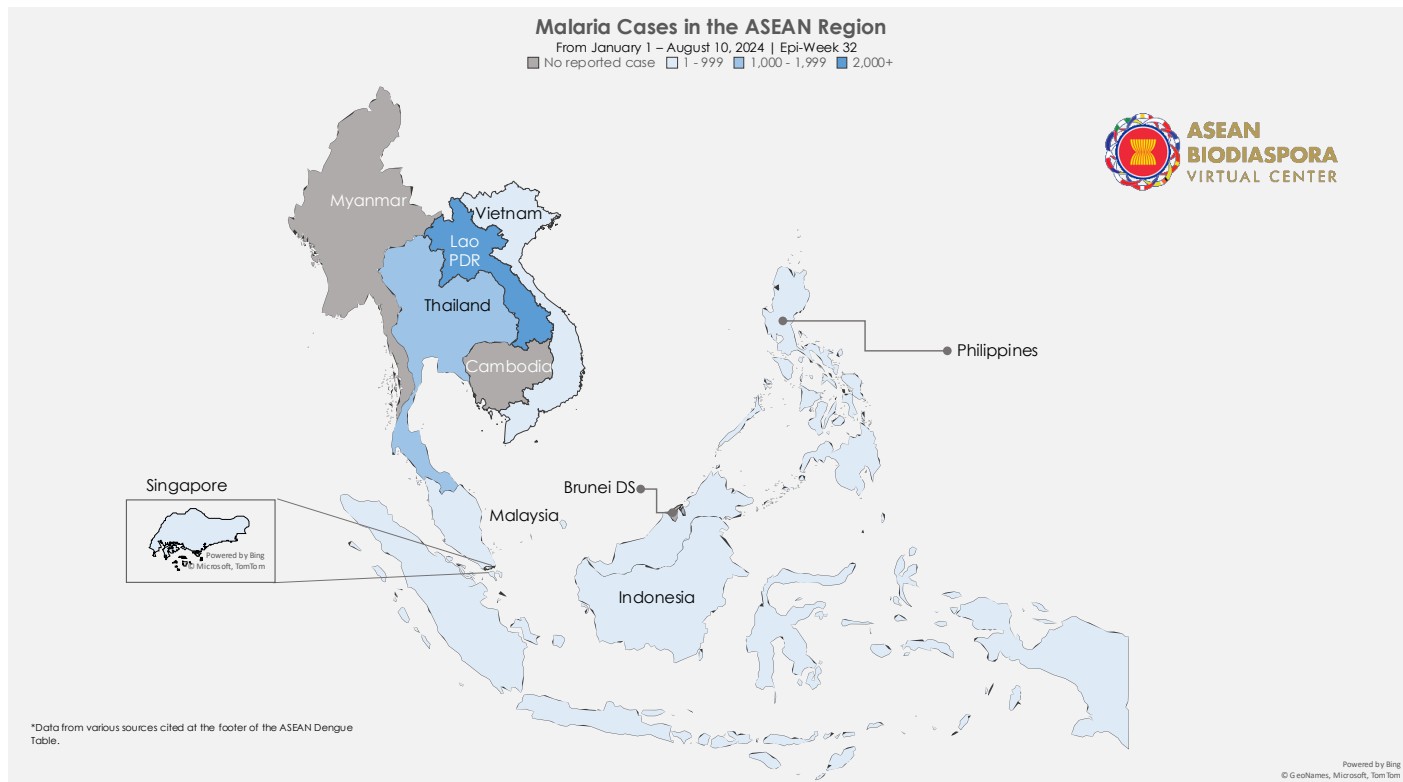 Malaria Cases in the ASEAN Region
From January 1 – August 10, 2024 | Epi-Week 32
No reported case 1 - 999 1,000 - 1,999 2,000+
ASEAN
BIODIASPORA
VIRTUAL CENTER
Myanmar
Vietnam
Lao
PDR
Thailand
Cambodia
Philippines
Singapore
Brunei DS
Malaysia
Powered by Bing
© Microsoft, TomTom
Indonesia
*Data from various sources cited at the footer of the ASEAN Dengue
Table.
Powered by Bing
© GeoNames, Microsoft, TomTom